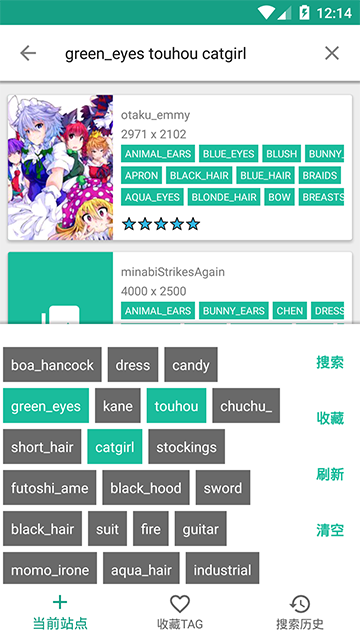 12:14
green_eyes touhou catgirl
otaku_emmy
2971 x 2102
ANIMAL_EARS BLUE_EYES BLUSH BUNNY_
APRON BLACK_HAIR BLUE_HAIR BRAIDS
AQUA_EYES BLONDE_HAIR BOW BREASTS
minabiStrikesAgain
4000 x 2500
ANIMAL_EARS BUNNY_EARS CHEN DRESS
boa_hancock dress candy
搜索
green_eyes kane touhou chuchu_
收藏
short_hair catgirl stockings
futoshi_ame black_hood sword
刷新
black_hair suit fire guitar
清空
momo_irone aqua_hair industrial
当前站点 收藏TAG 搜索历史